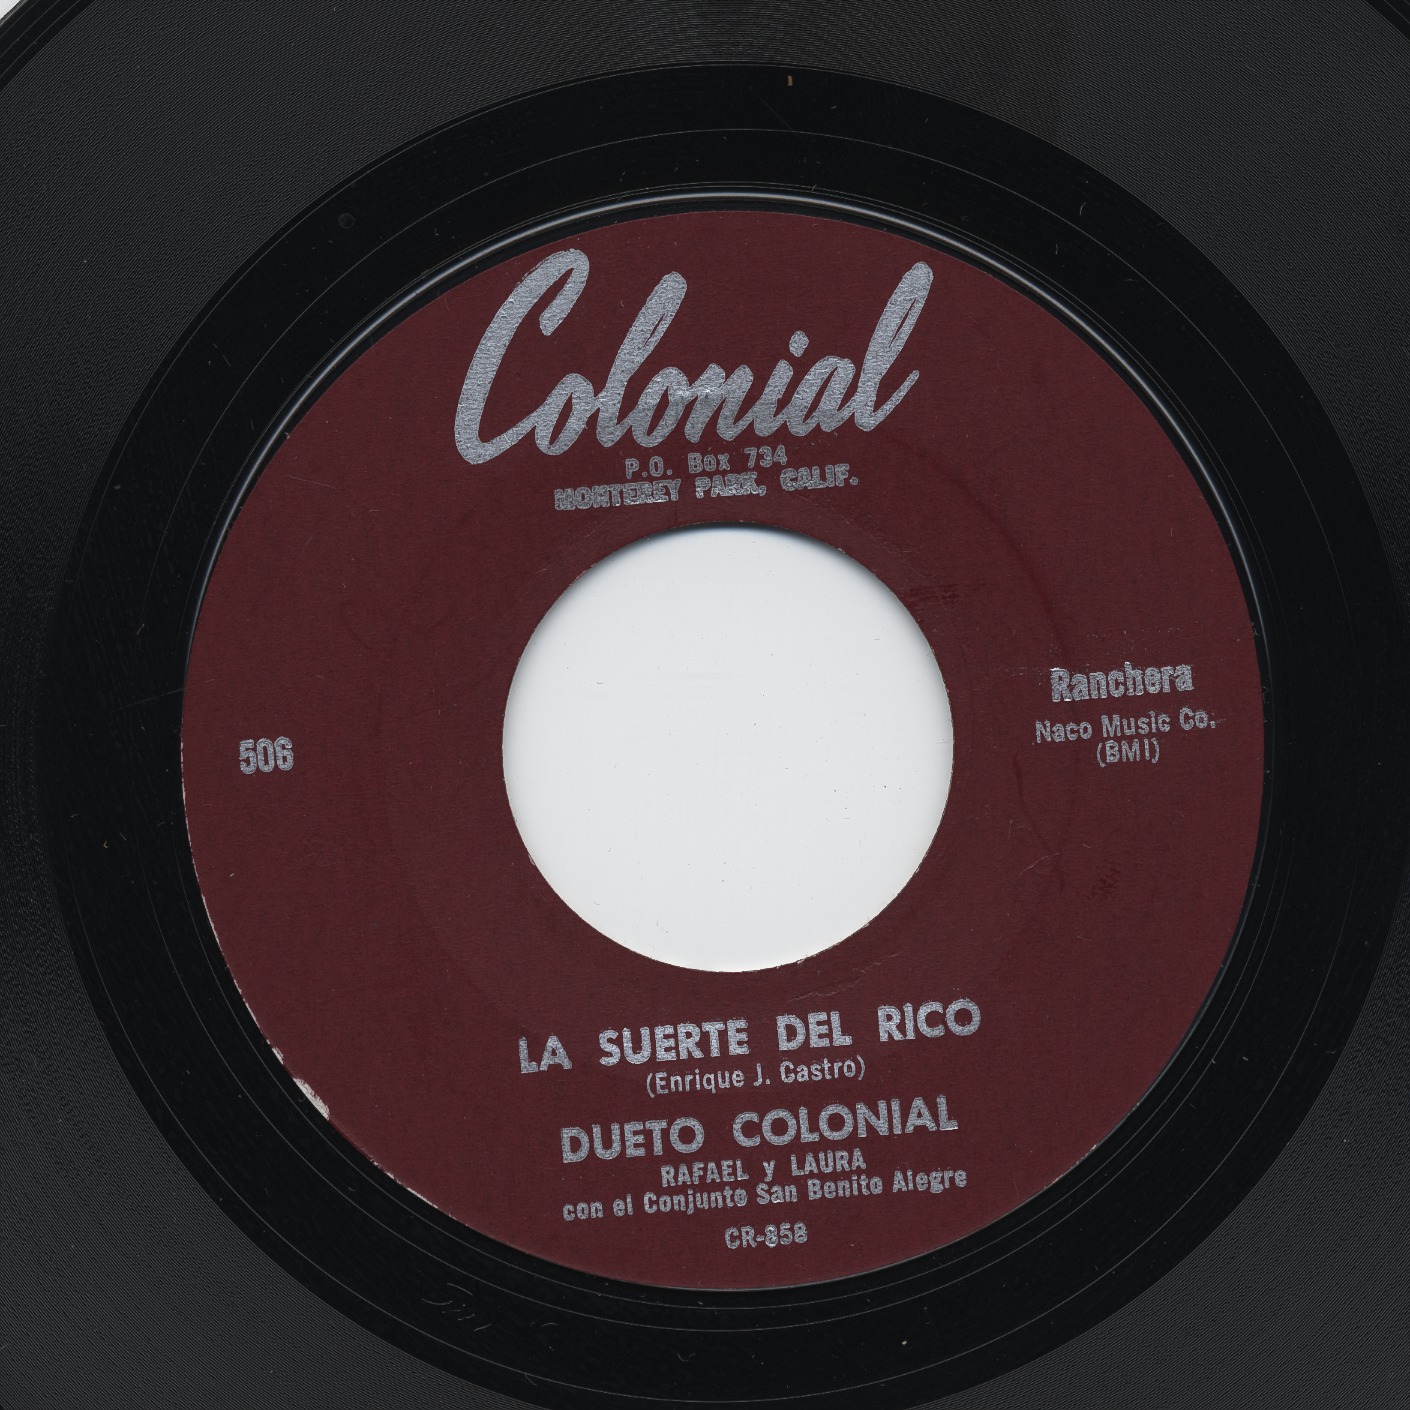 Colonial
P.O. Box 734
MONTEREY PARK, CALIF.
Ranchera
Naco Music Co.
(BMI)
506
LA SUERTE DEL RICO
(Enrique J. Castro)
DUETO COLONIAL
RAFAEL y LAURA
con el Conjunto San Benito Alegre
CR-858